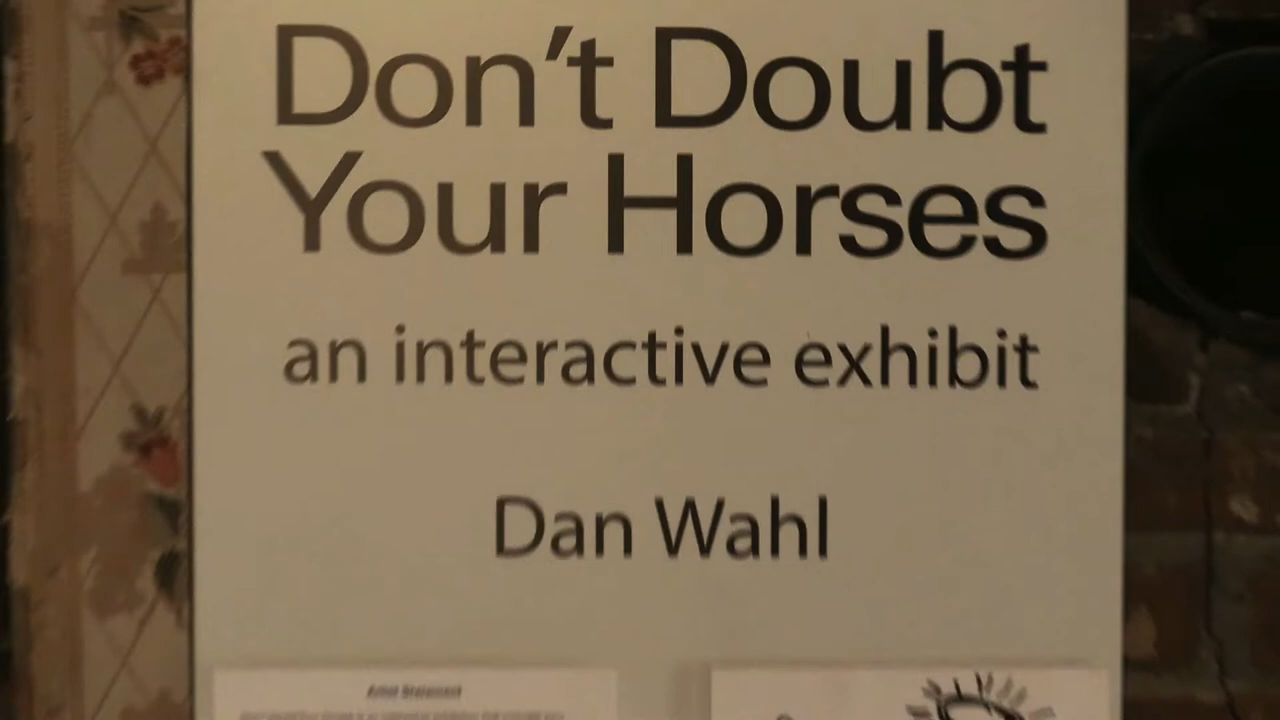 Don't Doubt
Your Horses
an interactive exhibit
Dan Wahl
Artist Statement